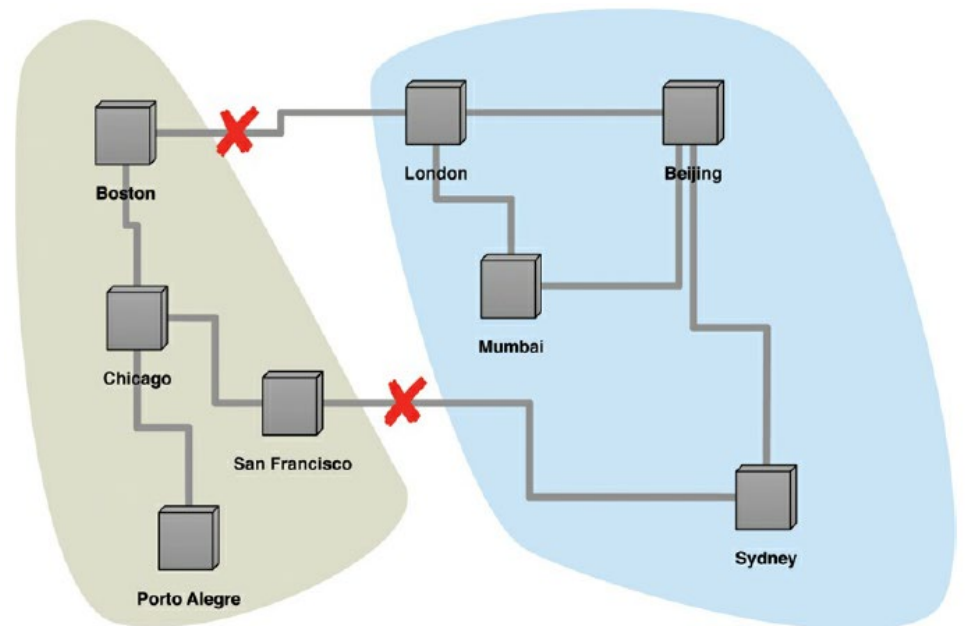 Boston
London
Beijing
Mumbai
Chicago
San Francisco
Sydney
Porto Alegre